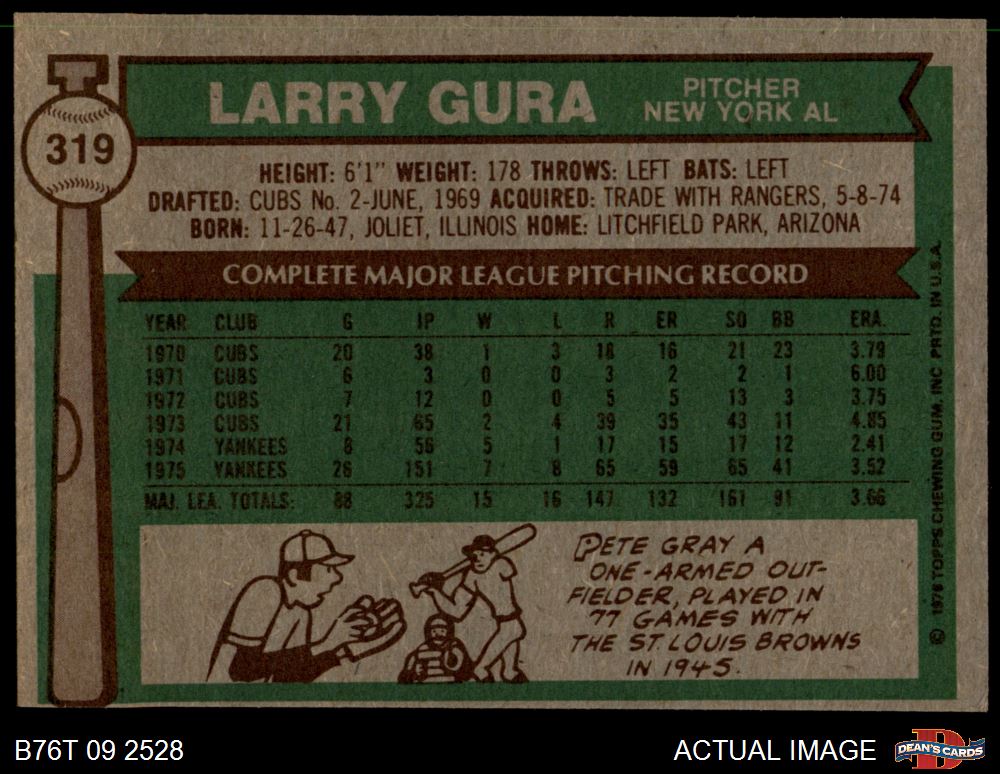 319
LARRY GURA
PITCHER
NEW YORK AL
HEIGHT: 6'1" WEIGHT: 178 THROWS: LEFT BATS: LEFT
DRAFTED: CUBS No. 2-JUNE, 1969 ACQUIRED: TRADE WITH RANGERS, 5-8-74
BORN: 11-26-47, JOLIET, ILLINOIS HOME: LITCHFIELD PARK, ARIZONA
COMPLETE MAJOR LEAGUE PITCHING RECORD
YEAR CLUB G IP W L R ER SO BB ERA.
1970 CUBS 20 38 1 3 18 16 21 23 3.79
1971 CUBS 6 3 0 0 3 2 2 1 6.00
1972 CUBS 7 12 0 0 5 5 13 3 3.75
1973 CUBS 21 65 2 4 39 35 43 11 4.85
1974 YANKEES 8 56 5 1 17 15 17 12 2.41
1975 YANKEES 26 151 7 8 65 59 65 41 3.52
MAJ. LEA. TOTALS: 88 325 15 16 147 132 161 91 3.66
PETE GRAY A
ONE-ARMED OUT-
FIELDER, PLAYED IN
77 GAMES WITH
THE ST. LOUIS BROWNS
IN 1945.
© 1976 TOPPS CHEWING GUM, INC PRTD. IN U.S.A.
B76T 09 2528
ACTUAL IMAGE
D
DEAN'S CARDS